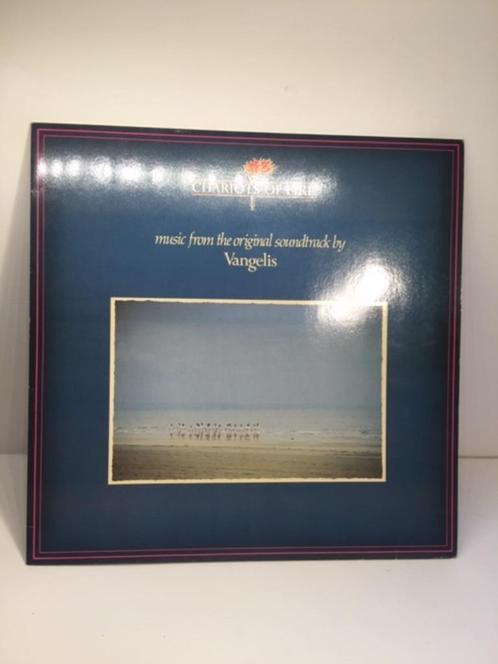 CHARIOTS OF FIRE
music from the original soundtrack by
Vangelis